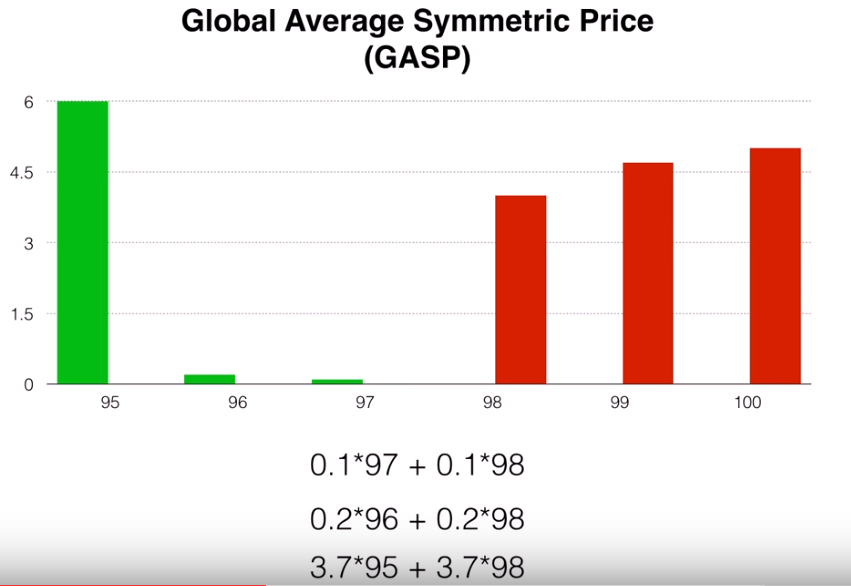 Global Average Symmetric Price
(GASP)
6
4.5
3
1.5
0
95 96 97 98 99 100
0.1*97 + 0.1*98
0.2*96 + 0.2*98
3.7*95 + 3.7*98